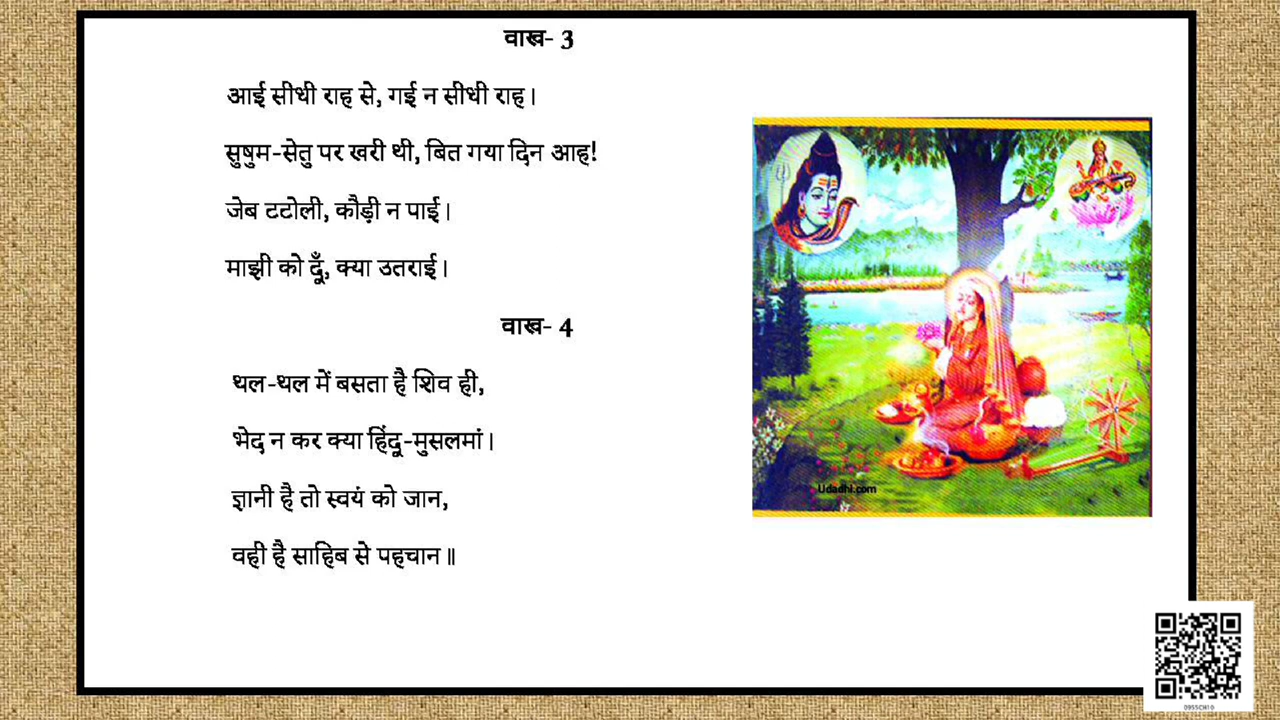 वाख- 3
आई सीधी राह से, गई न सीधी राह।
सुषुम-सेतु पर खरी थी, बित गया दिन आह!
जेब टटोली, कौड़ी न पाई।
माझी को दूँ, क्या उतराई।
वाख- 4
थल-थल में बसता है शिव ही,
भेद न कर क्या हिंदू-मुसलमां।
ज्ञानी है तो स्वयं को जान,
वही है साहिब से पहचान॥
Udadhi.com
0955CH10